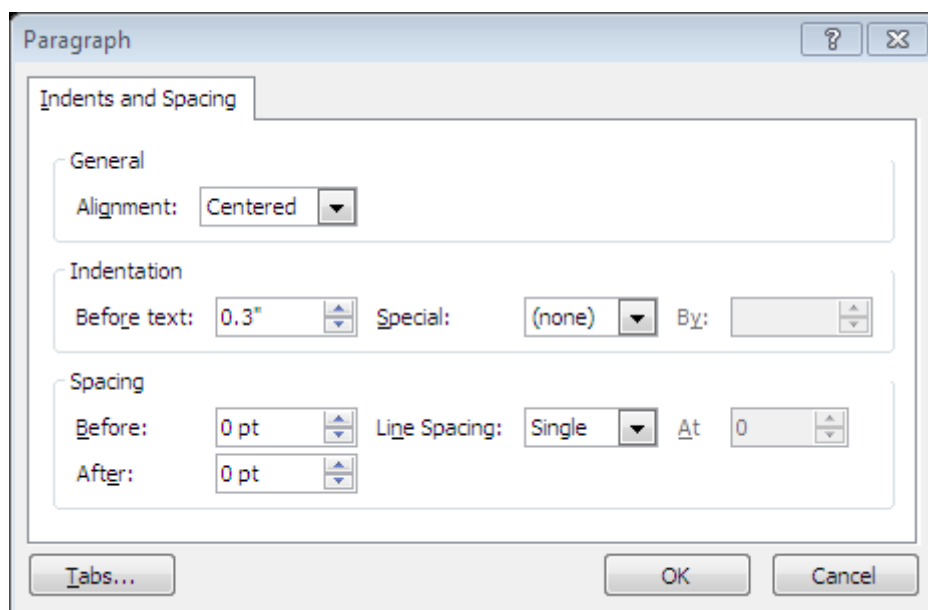 Paragraph
Indents and Spacing
General
Alignment: Centered
Indentation
Before text: 0.3" Special: (none) By:
Spacing
Before: 0 pt Line Spacing: Single At 0
After: 0 pt
Tabs... OK Cancel